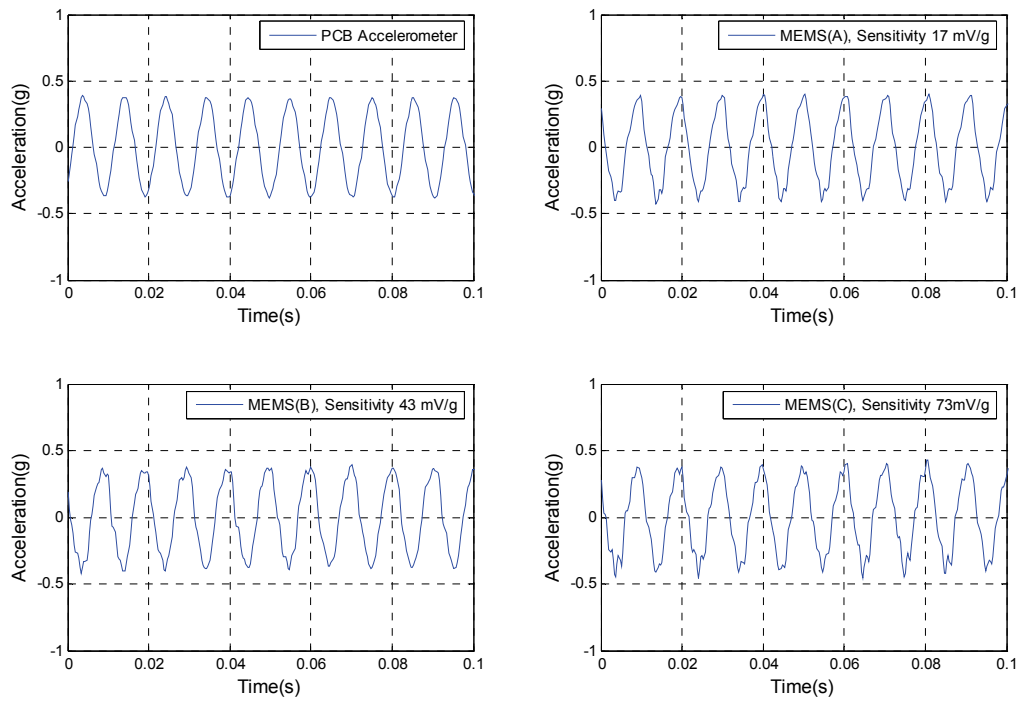 PCB Accelerometer
1
0.5
0
-0.5
-1
Acceleration(g)
0 0.02 0.04 0.06 0.08 0.1
Time(s)
MEMS(A), Sensitivity 17 mV/g
1
0.5
0
-0.5
-1
Acceleration(g)
0 0.02 0.04 0.06 0.08 0.1
Time(s)
MEMS(B), Sensitivity 43 mV/g
1
0.5
0
-0.5
-1
Acceleration(g)
0 0.02 0.04 0.06 0.08 0.1
Time(s)
MEMS(C), Sensitivity 73mV/g
1
0.5
0
-0.5
-1
Acceleration(g)
0 0.02 0.04 0.06 0.08 0.1
Time(s)